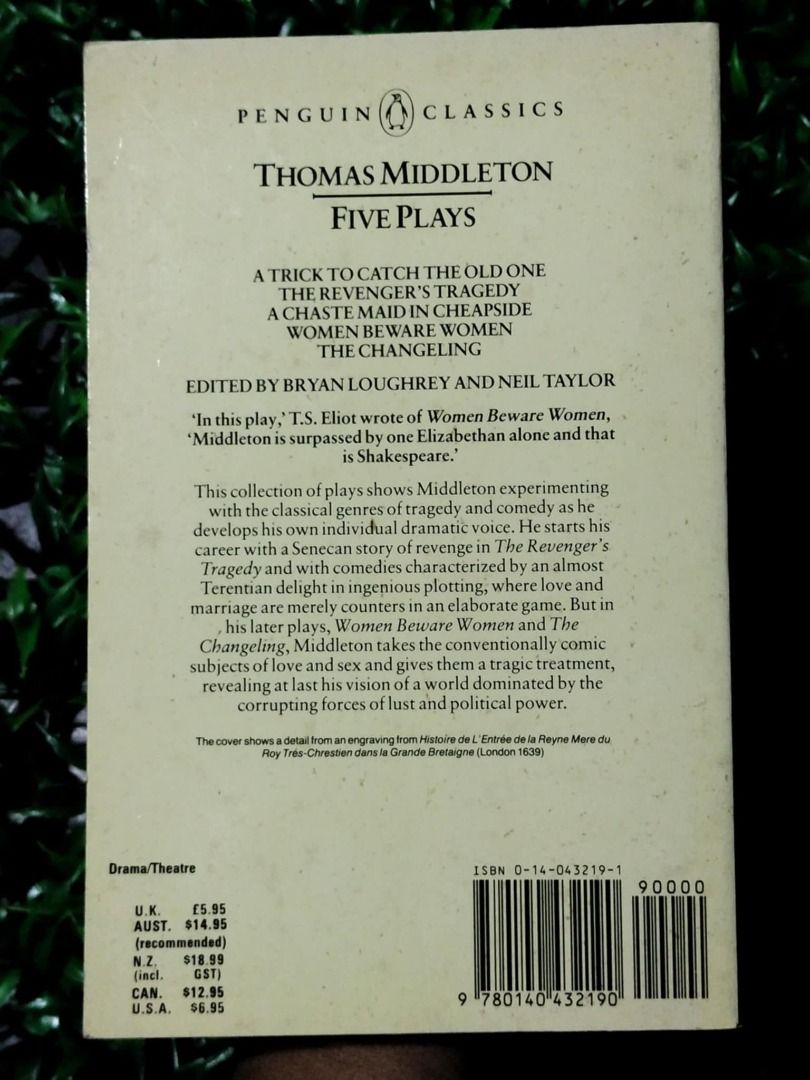 PENGUIN CLASSICS
THOMAS MIDDLETON
FIVE PLAYS
A TRICK TO CATCH THE OLD ONE
THE REVENGER'S TRAGEDY
A CHASTE MAID IN CHEAPSIDE
WOMEN BEWARE WOMEN
THE CHANGELING
EDITED BY BRYAN LOUGHREY AND NEIL TAYLOR
‘In this play,’ T.S. Eliot wrote of Women Beware Women,
‘Middleton is surpassed by one Elizabethan alone and that
is Shakespeare.’
This collection of plays shows Middleton experimenting
with the classical genres of tragedy and comedy as he
develops his own individual dramatic voice. He starts his
career with a Senecan story of revenge in The Revenger's
Tragedy and with comedies characterized by an almost
Terentian delight in ingenious plotting, where love and
marriage are merely counters in an elaborate game. But in
his later plays, Women Beware Women and The
Changeling, Middleton takes the conventionally comic
subjects of love and sex and gives them a tragic treatment,
revealing at last his vision of a world dominated by the
corrupting forces of lust and political power.
The cover shows a detail from an engraving from Histoire de L'Entrée de la Reyne Mere du
Roy Trés-Chrestien dans la Grande Bretaigne (London 1639)
Drama/Theatre
U.K. £5.95
AUST. $14.95
(recommended)
N.Z. $18.99
(incl. GST)
CAN. $12.95
U.S.A. $6.95
ISBN 0-14-043219-1
90000
9 780140 432190